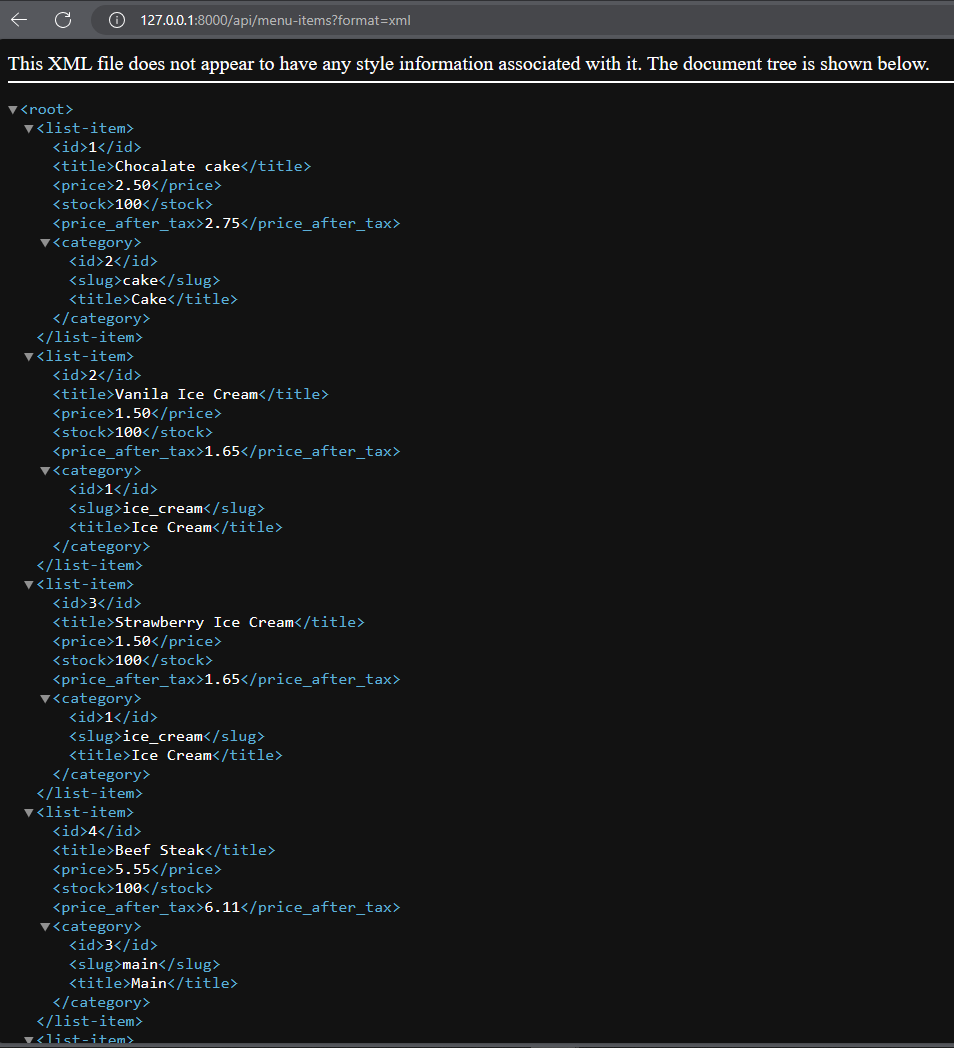 127.0.0.1:8000/api/menu-items?format=xml
This XML file does not appear to have any style information associated with it. The document tree is shown below.
▼<root>
▼<list-item>
<id>1</id>
<title>Chocalate cake</title>
<price>2.50</price>
<stock>100</stock>
<price_after_tax>2.75</price_after_tax>
▼<category>
<id>2</id>
<slug>cake</slug>
<title>Cake</title>
</category>
</list-item>
▼<list-item>
<id>2</id>
<title>Vanila Ice Cream</title>
<price>1.50</price>
<stock>100</stock>
<price_after_tax>1.65</price_after_tax>
▼<category>
<id>1</id>
<slug>ice_cream</slug>
<title>Ice Cream</title>
</category>
</list-item>
▼<list-item>
<id>3</id>
<title>Strawberry Ice Cream</title>
<price>1.50</price>
<stock>100</stock>
<price_after_tax>1.65</price_after_tax>
▼<category>
<id>1</id>
<slug>ice_cream</slug>
<title>Ice Cream</title>
</category>
</list-item>
▼<list-item>
<id>4</id>
<title>Beef Steak</title>
<price>5.55</price>
<stock>100</stock>
<price_after_tax>6.11</price_after_tax>
▼<category>
<id>3</id>
<slug>main</slug>
<title>Main</title>
</category>
</list-item>
▼<list-item>